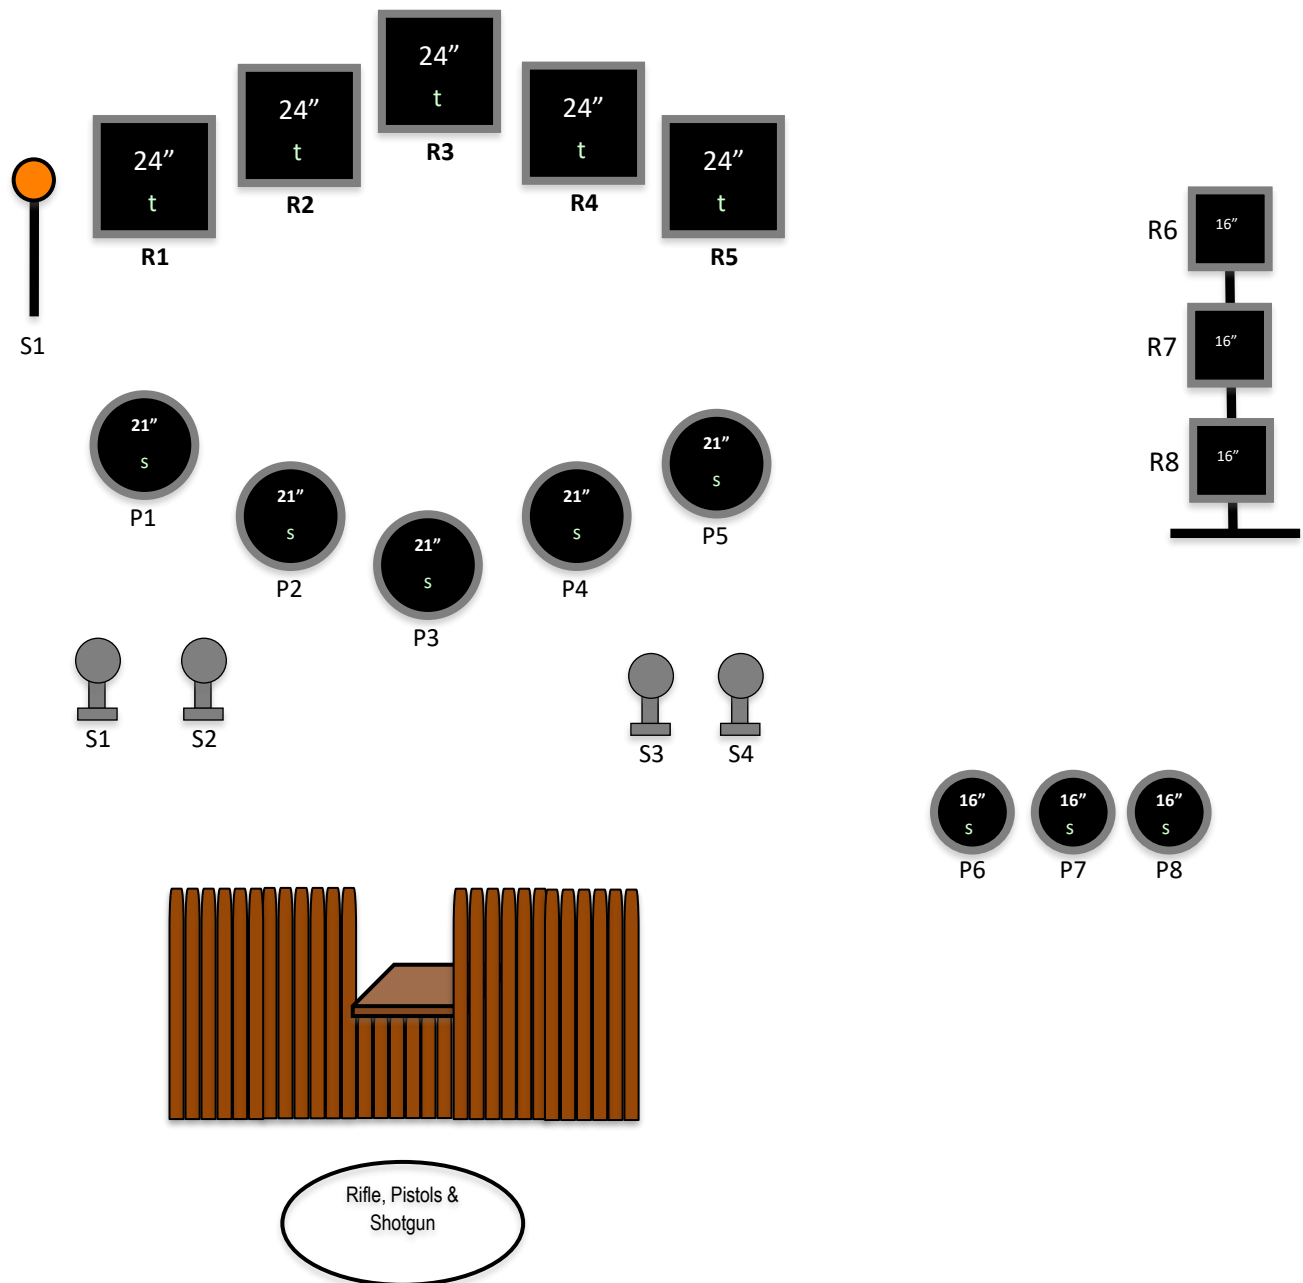 24”
t
R3
24”
t
R2
24”
t
R4
24”
t
R1
24”
t
R5
S1
R6
16”
R7
16”
R8
16”
21”
s
P1
21”
s
P2
21”
s
P3
21”
s
P4
21”
s
P5
S1
S2
S3
S4
16”
s
P6
16”
s
P7
16”
s
P8
Rifle, Pistols &
Shotgun